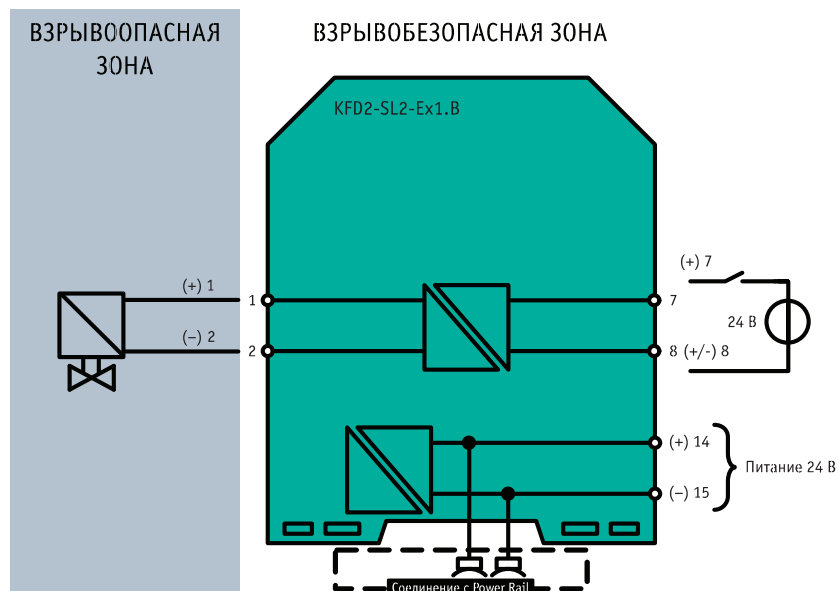 ВЗРЫВООПАСНАЯ
ЗОНА
ВЗРЫВОБЕЗОПАСНАЯ ЗОНА
KFD2-SL2-Ex1.B
(+) 7
(+) 1
1
7
24 В
(–) 2
2
8 (+/-) 8
(+) 14
Питание 24 В
(–) 15
Соединение с Power Rail